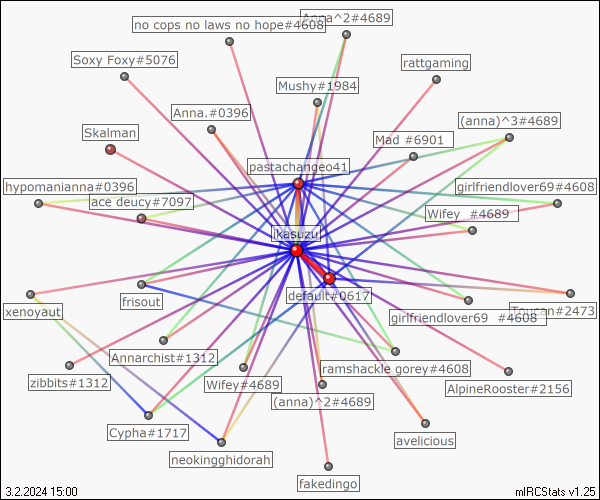 Anna^2#4689
no cops no laws no hope#4608
Soxy Foxy#5076
rattgaming
Mushy#1984
Anna.#0396
(anna)^3#4689
Skalman
Mad #6901
pastachangeo41
hypomanianna#0396
girlfriendlover69#4608
ace deucy#7097
Wifey #4689
ikasuzu
default#0617
frisout
xenoyaut
Toucan#2473
girlfriendlover69 #4608
Annarchist#1312
ramshackle gorey#4608
zibbits#1312
Wifey#4689
AlpineRooster#2156
(anna)^2#4689
Cypha#1717
avelicious
neokingghidorah
fakedingo
3.2.2024 15:00
mIRCStats v1.25